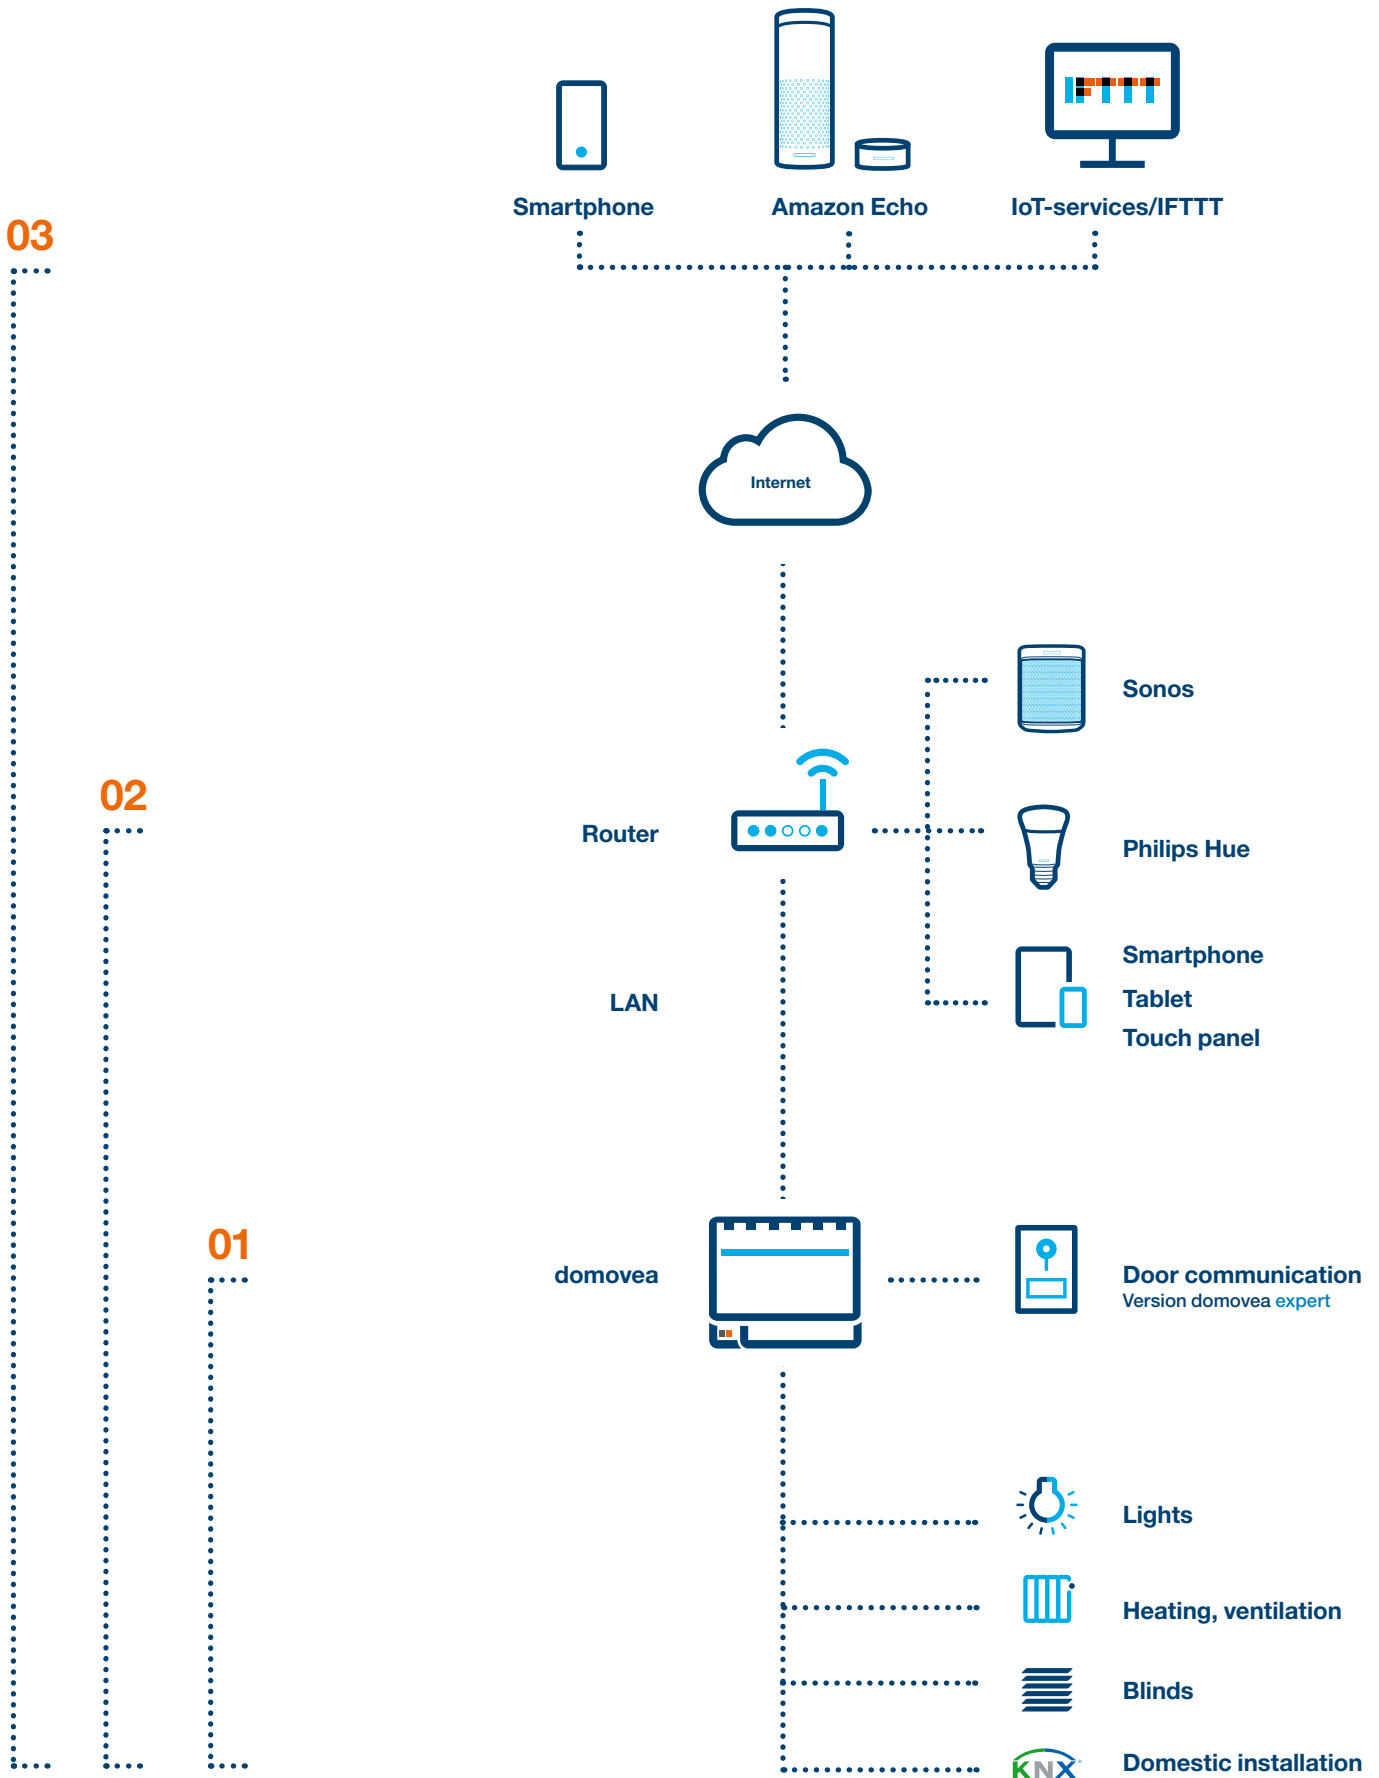 IFTTT
Smartphone
Amazon Echo
IoT-services/IFTTT
03
Internet
Sonos
02
Router
Philips Hue
Smartphone
LAN
Tablet
Touch panel
01
domovea
Door communication
Version domovea expert
Lights
Heating, ventilation
Blinds
KNX
Domestic installation